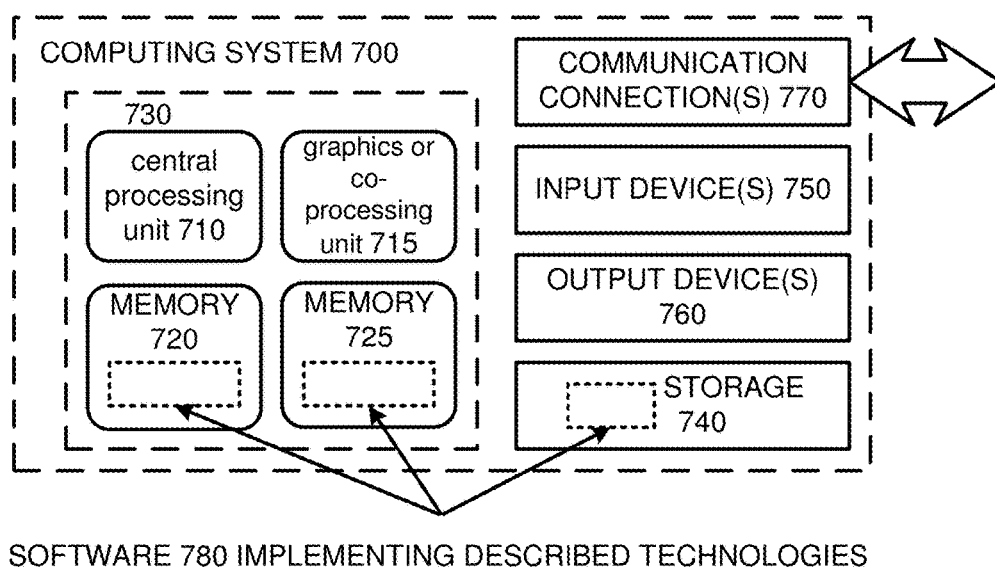 COMPUTING SYSTEM 700
730
central
processing
unit 710
graphics or
co-
processing
unit 715
MEMORY
720
MEMORY
725
COMMUNICATION
CONNECTION(S) 770
INPUT DEVICE(S) 750
OUTPUT DEVICE(S)
760
STORAGE
740
SOFTWARE 780 IMPLEMENTING DESCRIBED TECHNOLOGIES